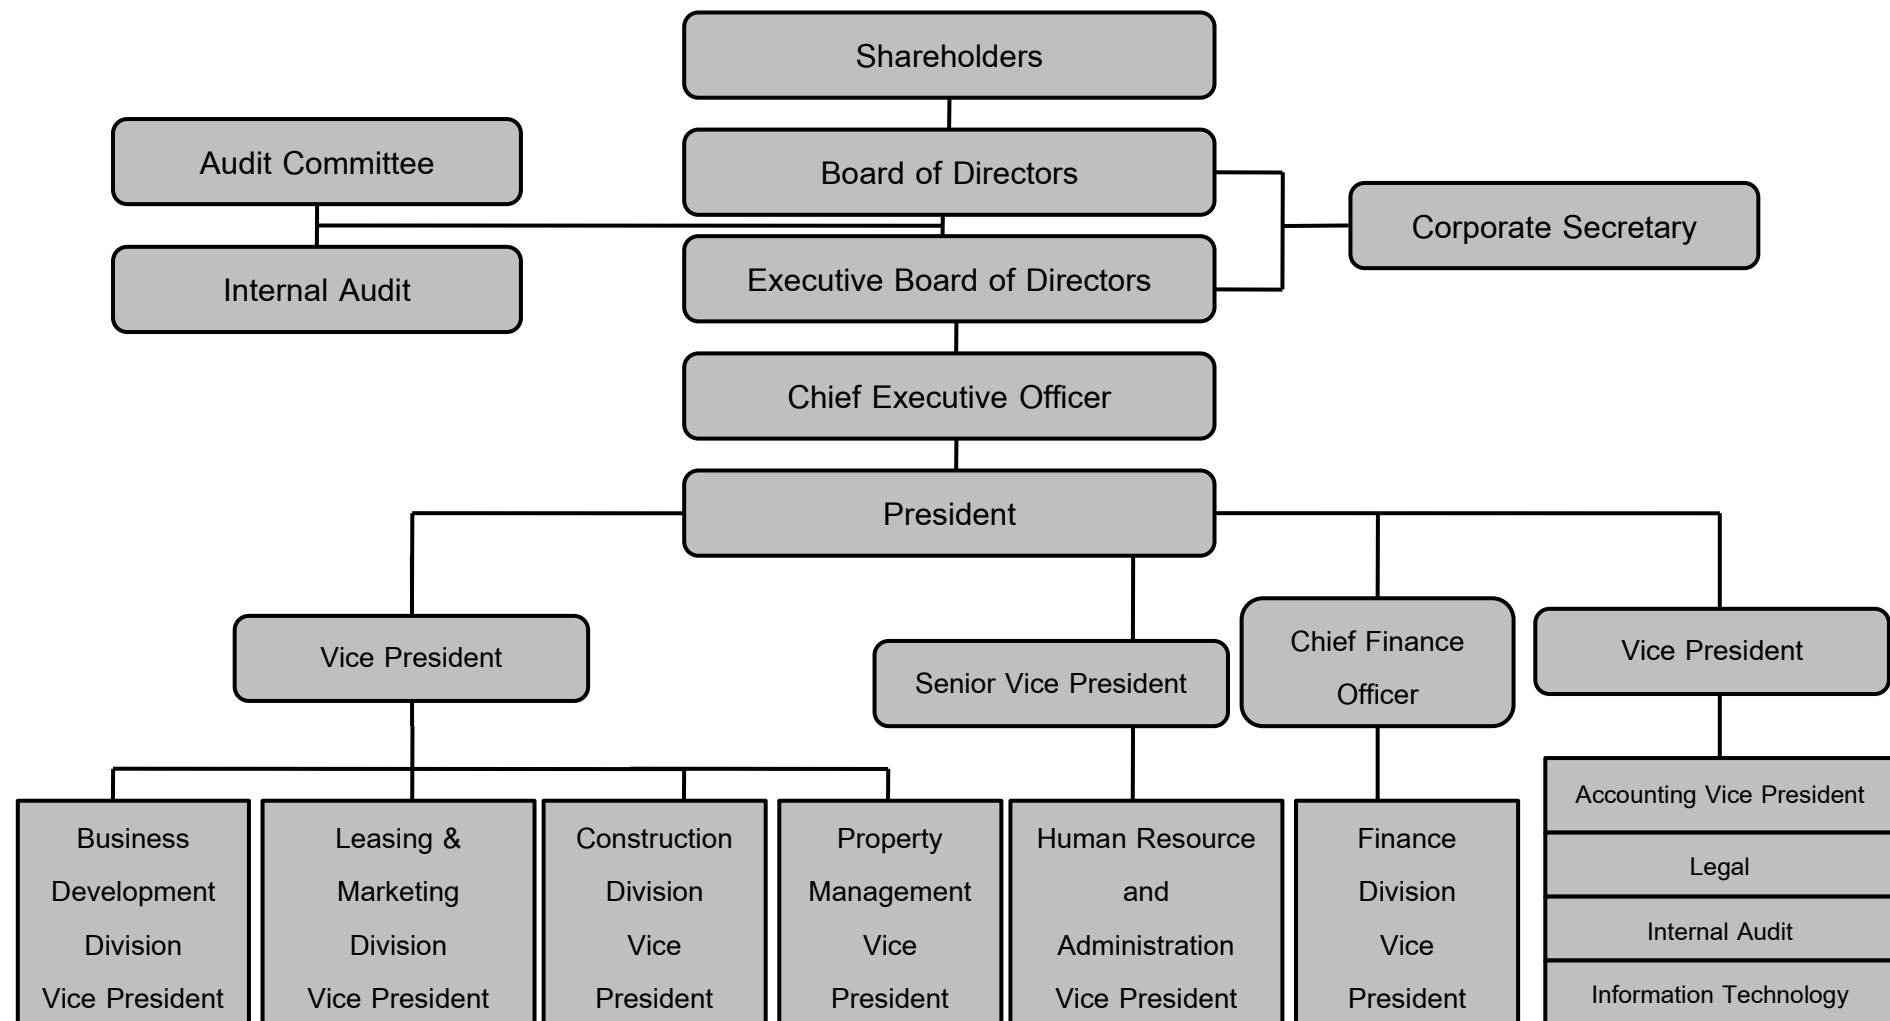 Shareholders
Audit Committee
Board of Directors
Corporate Secretary
Internal Audit
Executive Board of Directors
Chief Executive Officer
President
Vice President
Senior Vice President
Chief Finance
Officer
Vice President
Business
Development
Division
Vice President
Leasing &
Marketing
Division
Vice President
Construction
Division
Vice
President
Property
Management
Vice
President
Human Resource
and
Administration
Vice President
Finance
Division
Vice
President
Accounting Vice President
Legal
Internal Audit
Information Technology